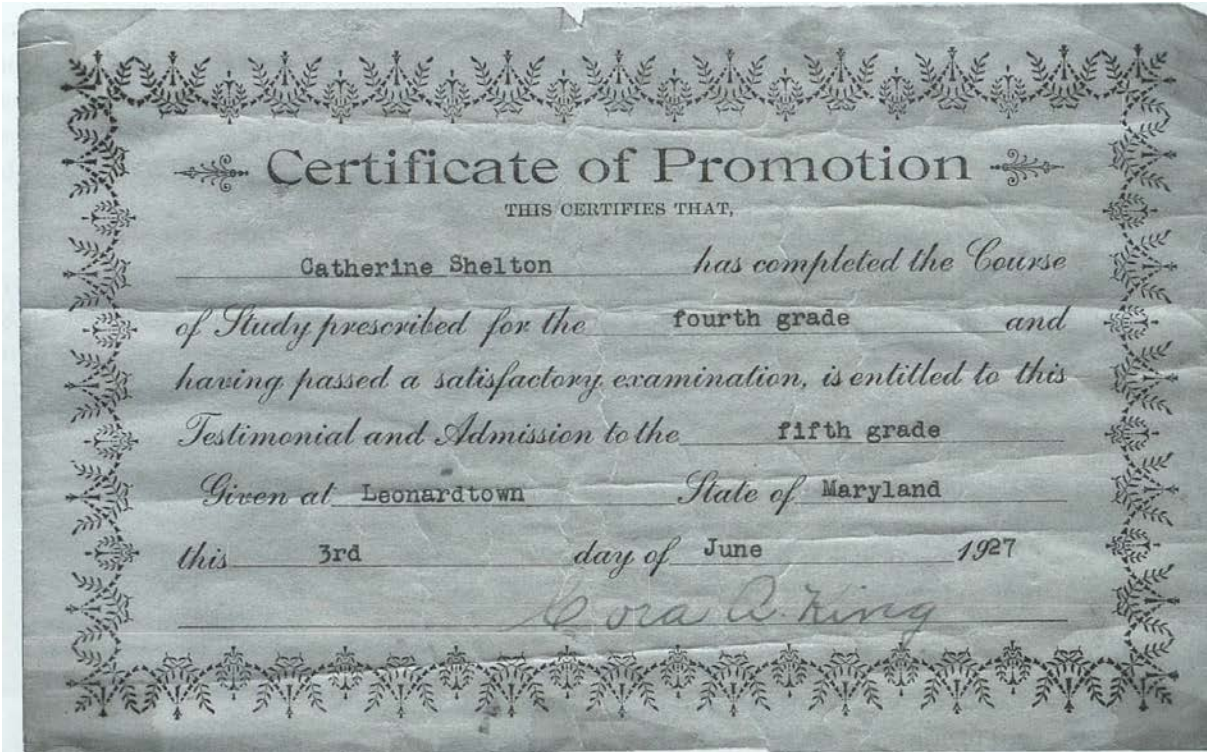 Certificate of Promotion
THIS CERTIFIES THAT,
Catherine Shelton has completed the Course
of Study prescribed for the fourth grade and
having passed a satisfactory examination, is entitled to this
Testimonial and Admission to the fifth grade
Given at Leonardtown State of Maryland
this 3rd day of June 1927
Cora A King